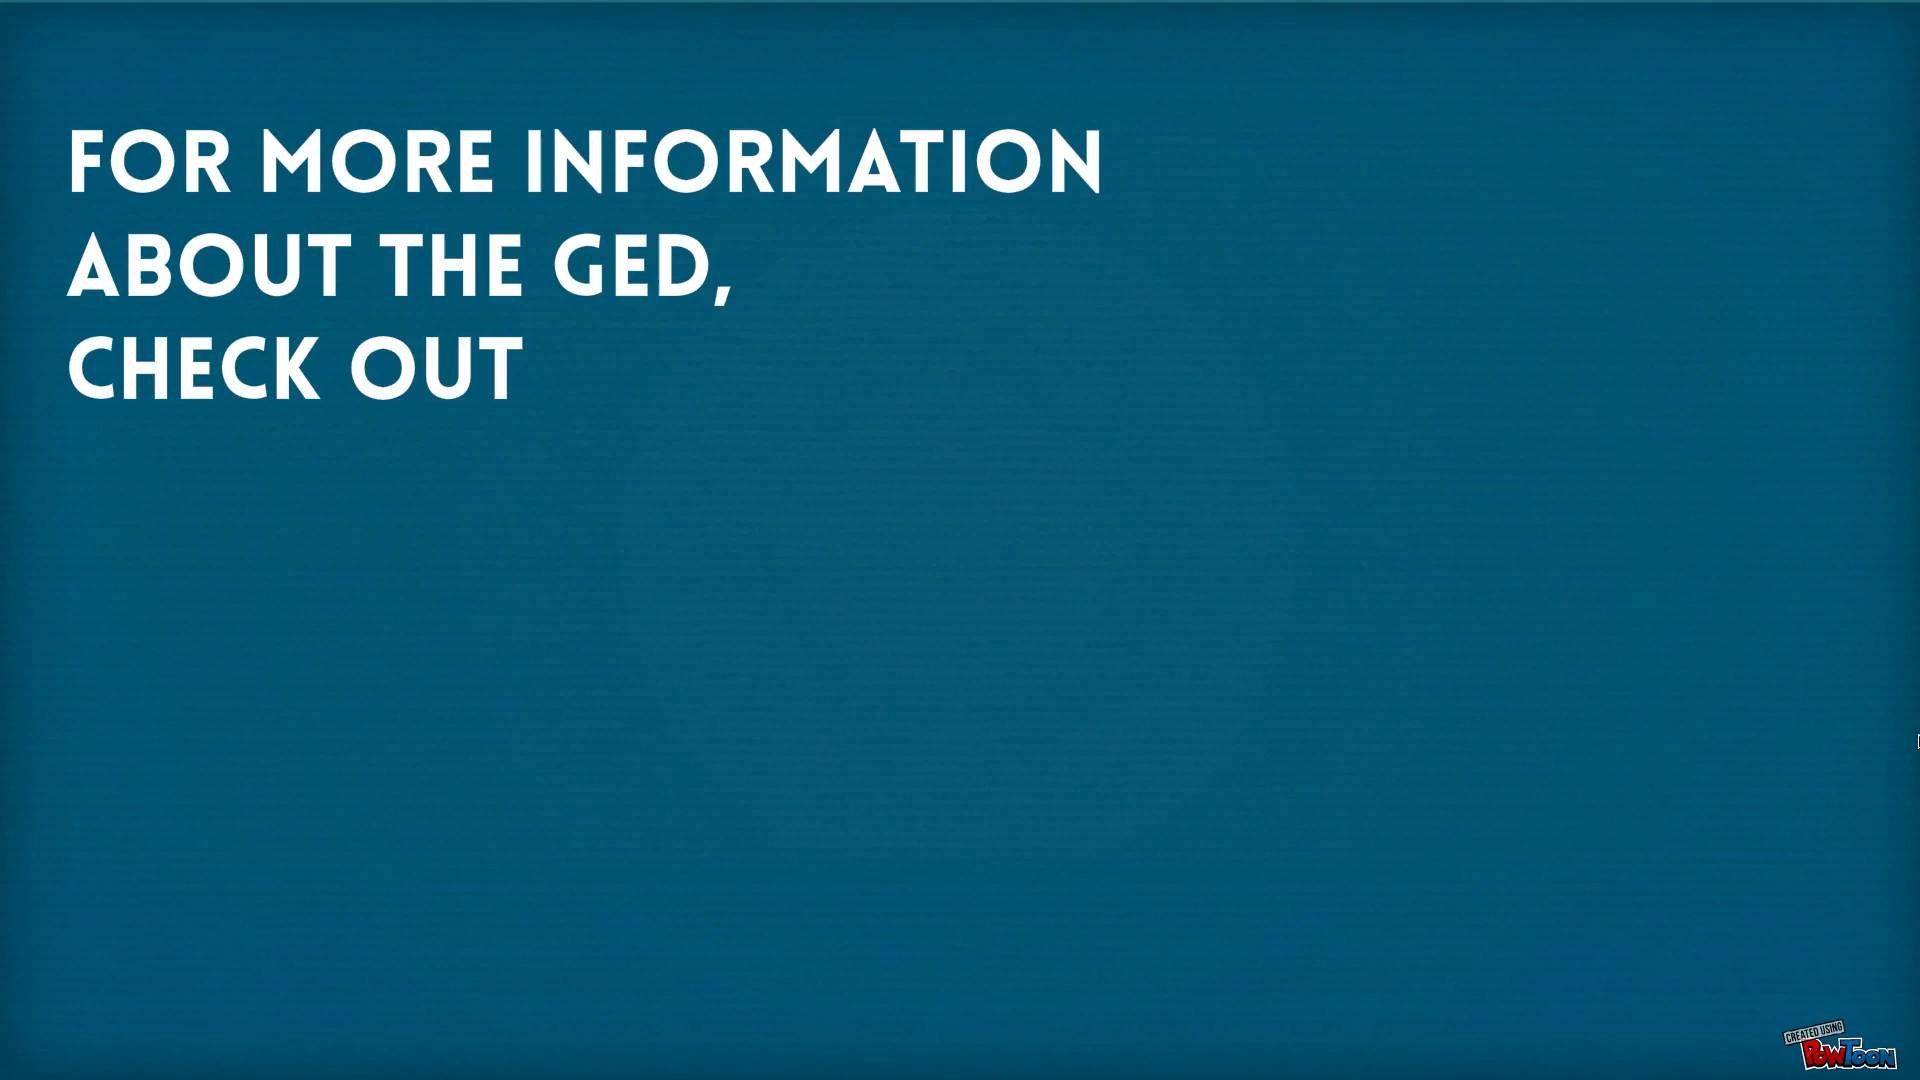 FOR MORE INFORMATION
ABOUT THE GED,
CHECK OUT
CREATED USING
POWTOON